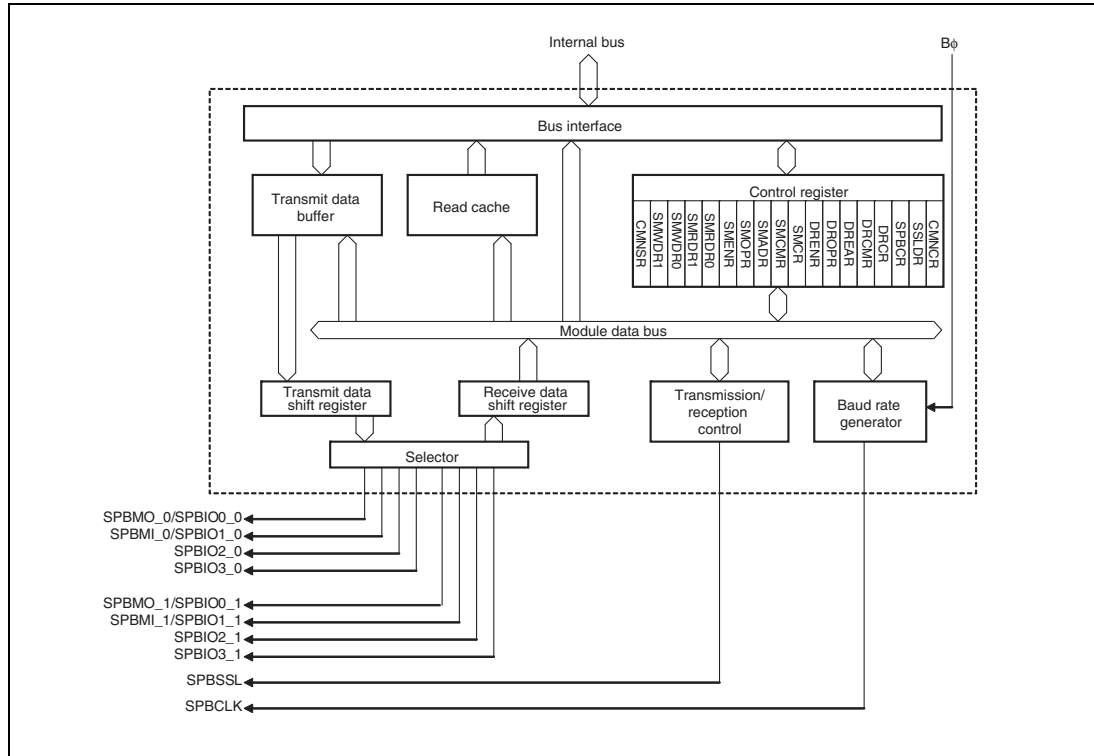 Internal bus
Bϕ
Bus interface
Transmit data
buffer
Read cache
Control register
CMNSR
SMWDR1
SMWDR0
SMRDR1
SMRDR0
SMENR
SMOPR
SMADR
SMCMR
SMCR
DRENR
DROPR
DREAR
DRCMR
DRCR
SPBCR
SSLDR
CMNCR
Module data bus
Transmit data
shift register
Receive data
shift register
Transmission/
reception
control
Baud rate
generator
Selector
SPBMO_0/SPBIO0_0
SPBMI_0/SPBIO1_0
SPBIO2_0
SPBIO3_0
SPBMO_1/SPBIO0_1
SPBMI_1/SPBIO1_1
SPBIO2_1
SPBIO3_1
SPBSSL
SPBCLK